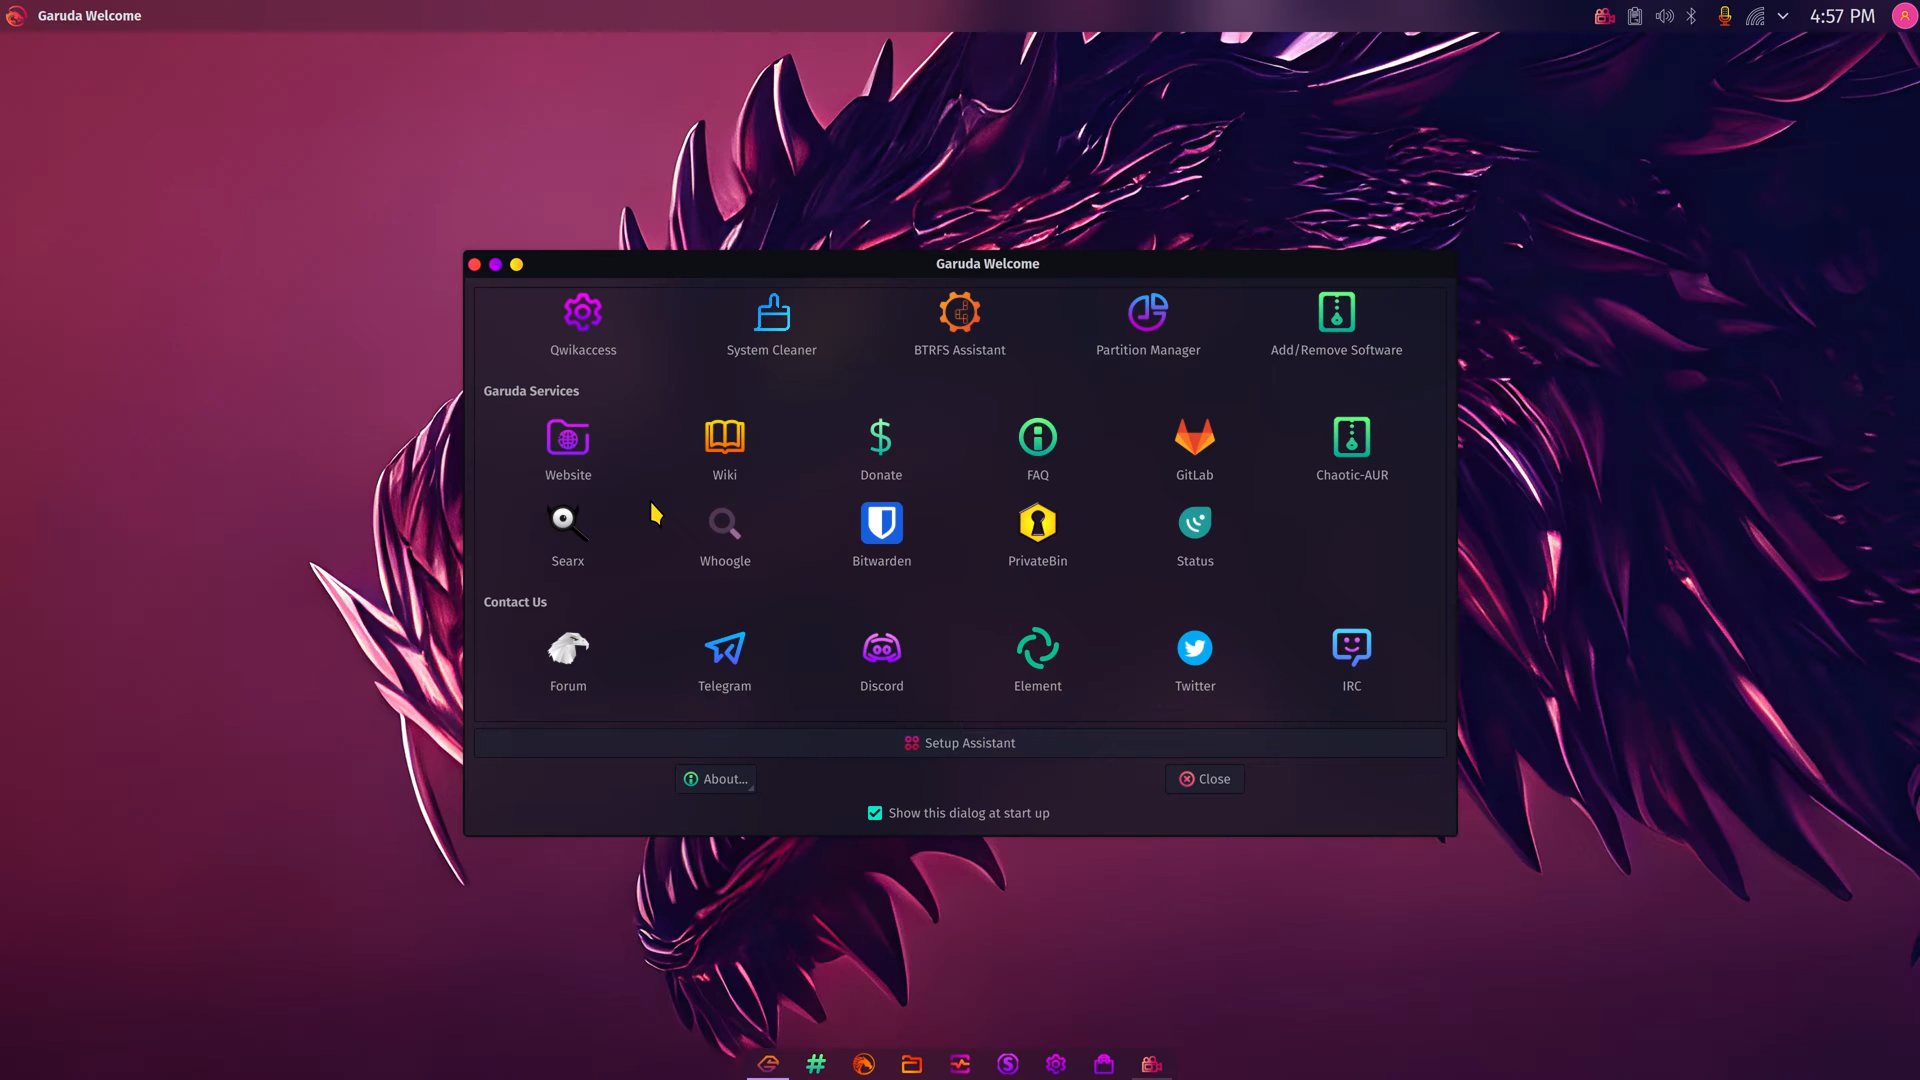 Garuda Welcome
4:57 PM
Garuda Welcome
Qwikaccess System Cleaner BTRFS Assistant Partition Manager Add/Remove Software
Garuda Services
Website Wiki Donate FAQ GitLab Chaotic-AUR
Searx Whoogle Bitwarden PrivateBin Status
Contact Us
Forum Telegram Discord Element Twitter IRC
Setup Assistant
About... Close
Show this dialog at start up